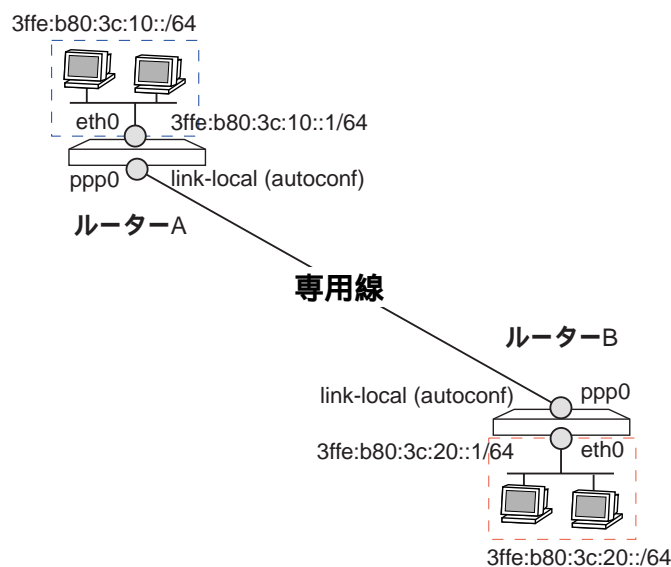 3ffe:b80:3c:10::/64
eth0
3ffe:b80:3c:10::1/64
ppp0
link-local (autoconf)
ルーターA
専用線
ルーターB
link-local (autoconf)
ppp0
3ffe:b80:3c:20::1/64
eth0
3ffe:b80:3c:20::/64